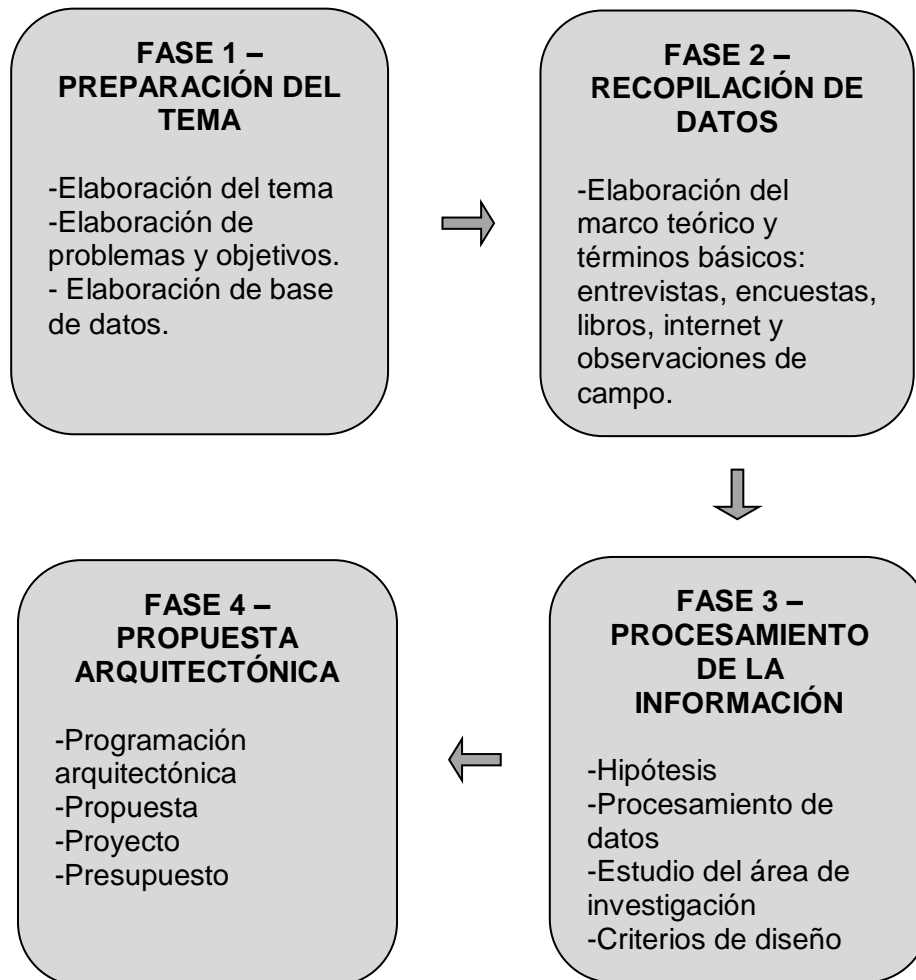 FASE 1 –
PREPARACIÓN DEL
TEMA
-Elaboración del tema
-Elaboración de
problemas y objetivos.
- Elaboración de base
de datos.
FASE 2 –
RECOPILACIÓN DE
DATOS
-Elaboración del
marco teórico y
términos básicos:
entrevistas, encuestas,
libros, internet y
observaciones de
campo.
FASE 3 –
PROCESAMIENTO
DE LA
INFORMACIÓN
-Hipótesis
-Procesamiento de
datos
-Estudio del área de
investigación
-Criterios de diseño
FASE 4 –
PROPUESTA
ARQUITECTÓNICA
-Programación
arquitectónica
-Propuesta
-Proyecto
-Presupuesto